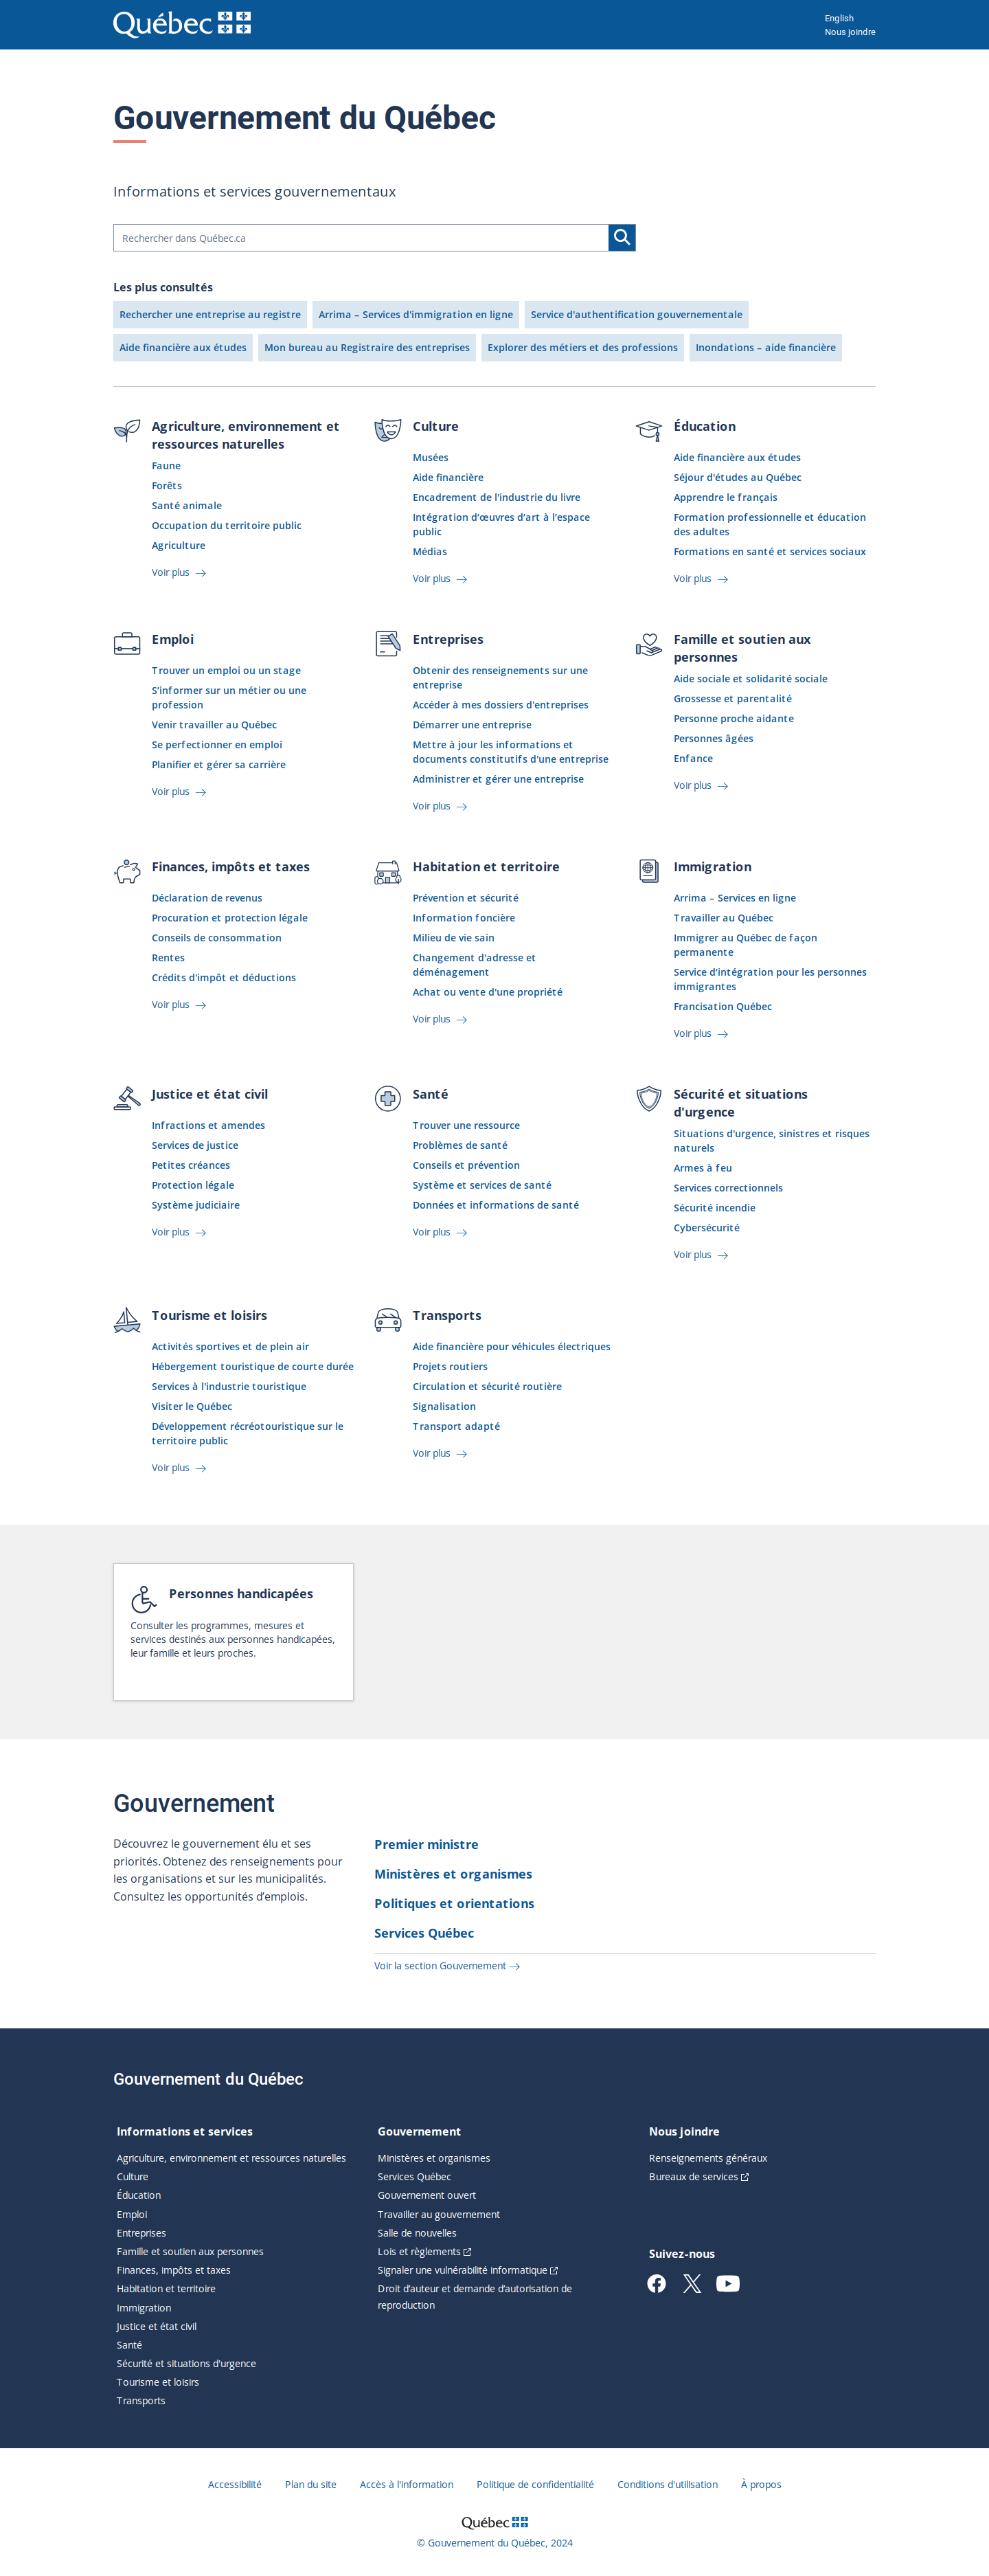 Québec
English
Nous joindre
Gouvernement du Québec
Informations et services gouvernementaux
Rechercher dans Québec.ca
Les plus consultés
Rechercher une entreprise au registre
Arrima – Services d'immigration en ligne
Service d'authentification gouvernementale
Aide financière aux études
Mon bureau au Registraire des entreprises
Explorer des métiers et des professions
Inondations – aide financière
Agriculture, environnement et
ressources naturelles
Faune
Forêts
Santé animale
Occupation du territoire public
Agriculture
Voir plus
Culture
Musées
Aide financière
Encadrement de l'industrie du livre
Intégration d’œuvres d’art à l’espace
public
Médias
Voir plus
Éducation
Aide financière aux études
Séjour d'études au Québec
Apprendre le français
Formation professionnelle et éducation
des adultes
Formations en santé et services sociaux
Voir plus
Emploi
Trouver un emploi ou un stage
S’informer sur un métier ou une
profession
Venir travailler au Québec
Se perfectionner en emploi
Planifier et gérer sa carrière
Voir plus
Entreprises
Obtenir des renseignements sur une
entreprise
Accéder à mes dossiers d'entreprises
Démarrer une entreprise
Mettre à jour les informations et
documents constitutifs d'une entreprise
Administrer et gérer une entreprise
Voir plus
Famille et soutien aux
personnes
Aide sociale et solidarité sociale
Grossesse et parentalité
Personne proche aidante
Personnes âgées
Enfance
Voir plus
Finances, impôts et taxes
Déclaration de revenus
Procuration et protection légale
Conseils de consommation
Rentes
Crédits d'impôt et déductions
Voir plus
Habitation et territoire
Prévention et sécurité
Information foncière
Milieu de vie sain
Changement d'adresse et
déménagement
Achat ou vente d'une propriété
Voir plus
Immigration
Arrima – Services en ligne
Travailler au Québec
Immigrer au Québec de façon
permanente
Service d’intégration pour les personnes
immigrantes
Francisation Québec
Voir plus
Justice et état civil
Infractions et amendes
Services de justice
Petites créances
Protection légale
Système judiciaire
Voir plus
Santé
Trouver une ressource
Problèmes de santé
Conseils et prévention
Système et services de santé
Données et informations de santé
Voir plus
Sécurité et situations
d'urgence
Situations d'urgence, sinistres et risques
naturels
Armes à feu
Services correctionnels
Sécurité incendie
Cybersécurité
Voir plus
Tourisme et loisirs
Activités sportives et de plein air
Hébergement touristique de courte durée
Services à l'industrie touristique
Visiter le Québec
Développement récréotouristique sur le
territoire public
Voir plus
Transports
Aide financière pour véhicules électriques
Projets routiers
Circulation et sécurité routière
Signalisation
Transport adapté
Voir plus
Personnes handicapées
Consulter les programmes, mesures et
services destinés aux personnes handicapées,
leur famille et leurs proches.
Gouvernement
Découvrez le gouvernement élu et ses
priorités. Obtenez des renseignements pour
les organisations et sur les municipalités.
Consultez les opportunités d’emplois.
Premier ministre
Ministères et organismes
Politiques et orientations
Services Québec
Voir la section Gouvernement
Gouvernement du Québec
Informations et services
Agriculture, environnement et ressources naturelles
Culture
Éducation
Emploi
Entreprises
Famille et soutien aux personnes
Finances, impôts et taxes
Habitation et territoire
Immigration
Justice et état civil
Santé
Sécurité et situations d'urgence
Tourisme et loisirs
Transports
Gouvernement
Ministères et organismes
Services Québec
Gouvernement ouvert
Travailler au gouvernement
Salle de nouvelles
Lois et règlements
Signaler une vulnérabilité informatique
Droit d’auteur et demande d’autorisation de
reproduction
Nous joindre
Renseignements généraux
Bureaux de services
Suivez-nous
Accessibilité
Plan du site
Accès à l'information
Politique de confidentialité
Conditions d'utilisation
À propos
Québec
© Gouvernement du Québec, 2024